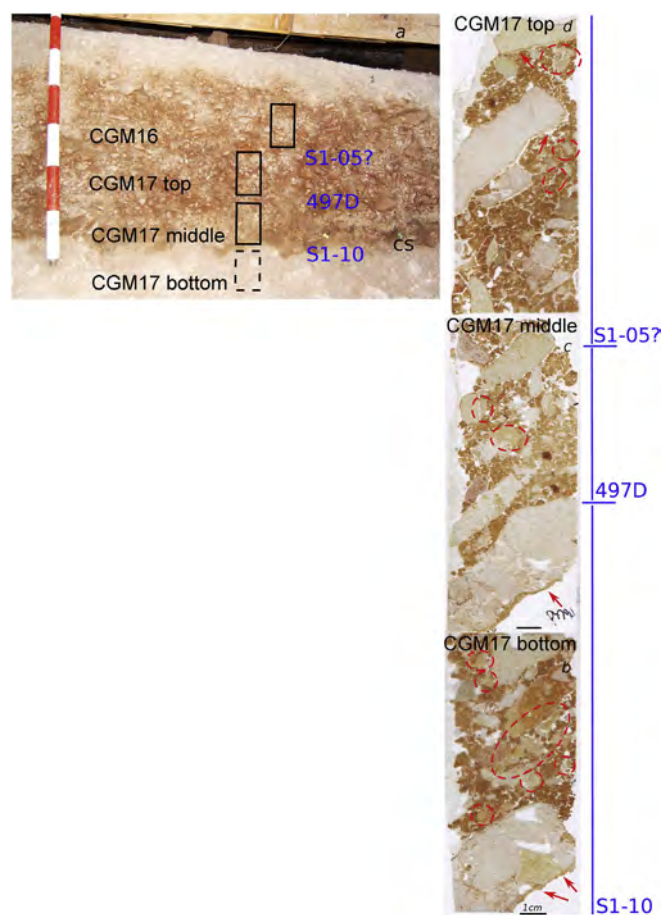 a
CGM16
S1-05?
CGM17 top
497D
CGM17 middle
CS
S1-10
CGM17 bottom
CGM17 top
d
S1-05?
CGM17 middle
c
497D
CGM17 bottom
b
1cm
S1-10